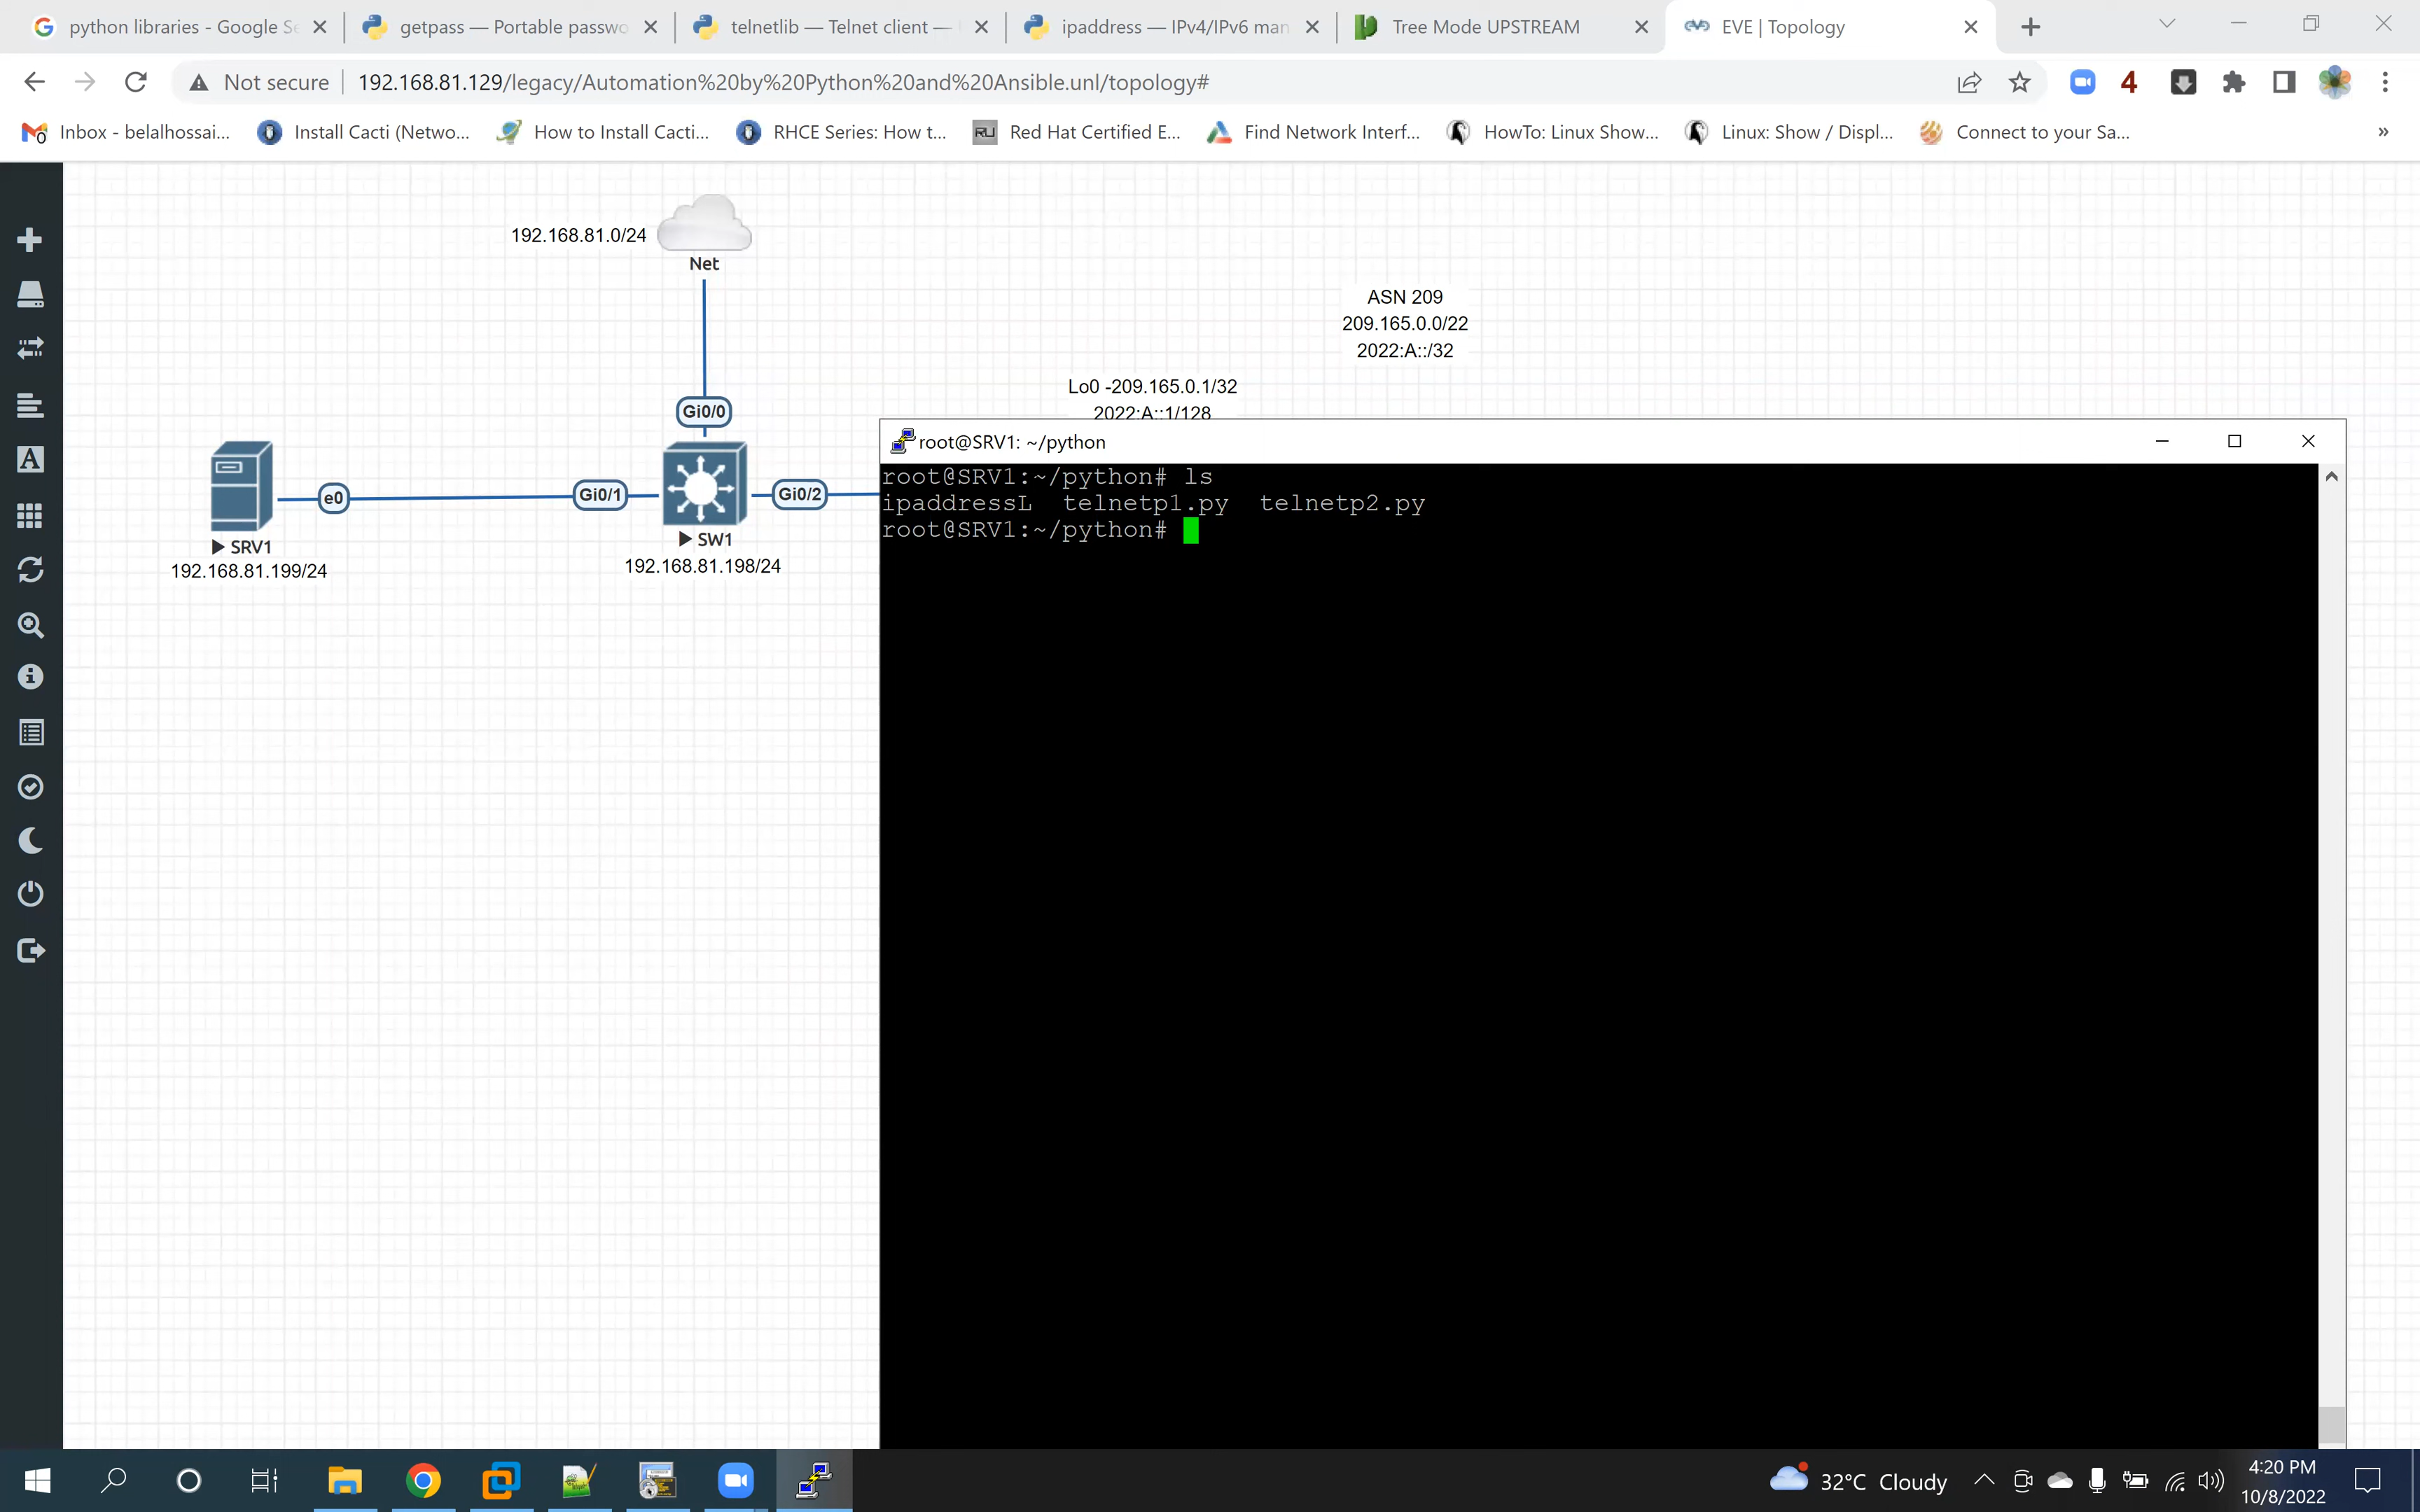 python libraries - Google Se
getpass — Portable passwo
telnetlib — Telnet client —
ipaddress — IPv4/IPv6 man
Tree Mode UPSTREAM
EVE | Topology
Not secure
192.168.81.129/legacy/Automation%20by%20Python%20and%20Ansible.unl/topology#
4
Inbox - belalhossai...
Install Cacti (Netwo...
How to Install Cacti...
RHCE Series: How t...
RU
Red Hat Certified E...
Find Network Interf...
HowTo: Linux Show...
Linux: Show / Displ...
Connect to your Sa...
»
192.168.81.0/24
Net
ASN 209
209.165.0.0/22
2022:A::/32
Lo0 -209.165.0.1/32
2022:A::1/128
Gi0/0
e0
Gi0/1
Gi0/2
SRV1
192.168.81.199/24
SW1
192.168.81.198/24
root@SRV1: ~/python
root@SRV1:~/python# ls
ipaddressL  telnetp1.py  telnetp2.py
root@SRV1:~/python#
32°C Cloudy
4:20 PM
10/8/2022